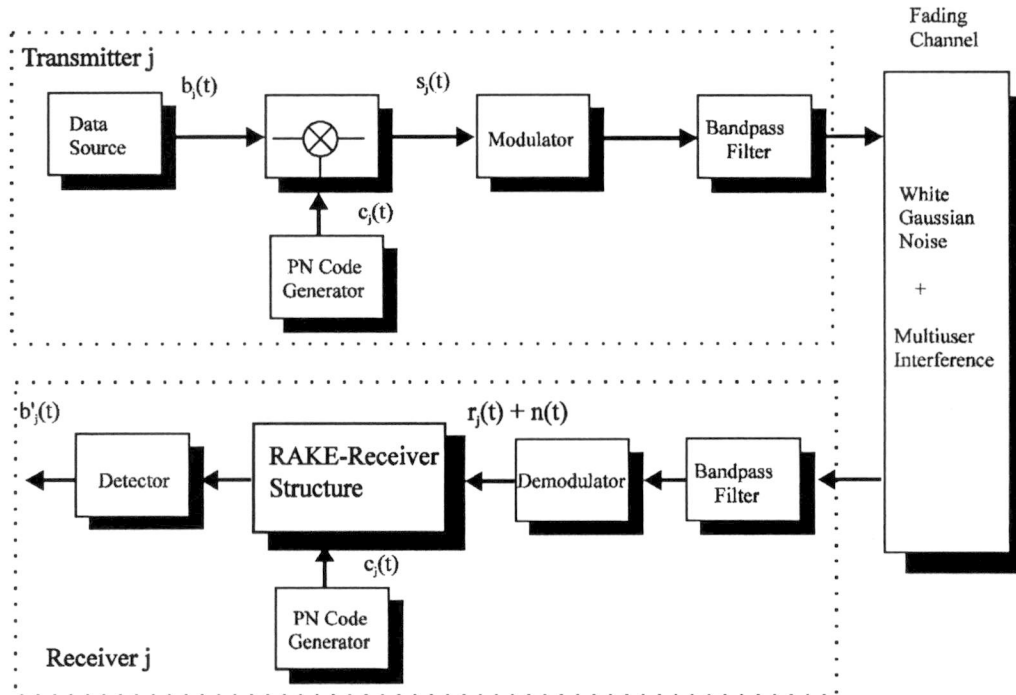 Fading
Channel
Transmitter j
b_j(t)
s_j(t)
Data
Source
Modulator
Bandpass
Filter
c_j(t)
PN Code
Generator
White
Gaussian
Noise
+
Multiuser
Interference
b'_j(t)
r_j(t) + n(t)
Detector
RAKE-Receiver
Structure
Demodulator
Bandpass
Filter
c_j(t)
PN Code
Generator
Receiver j